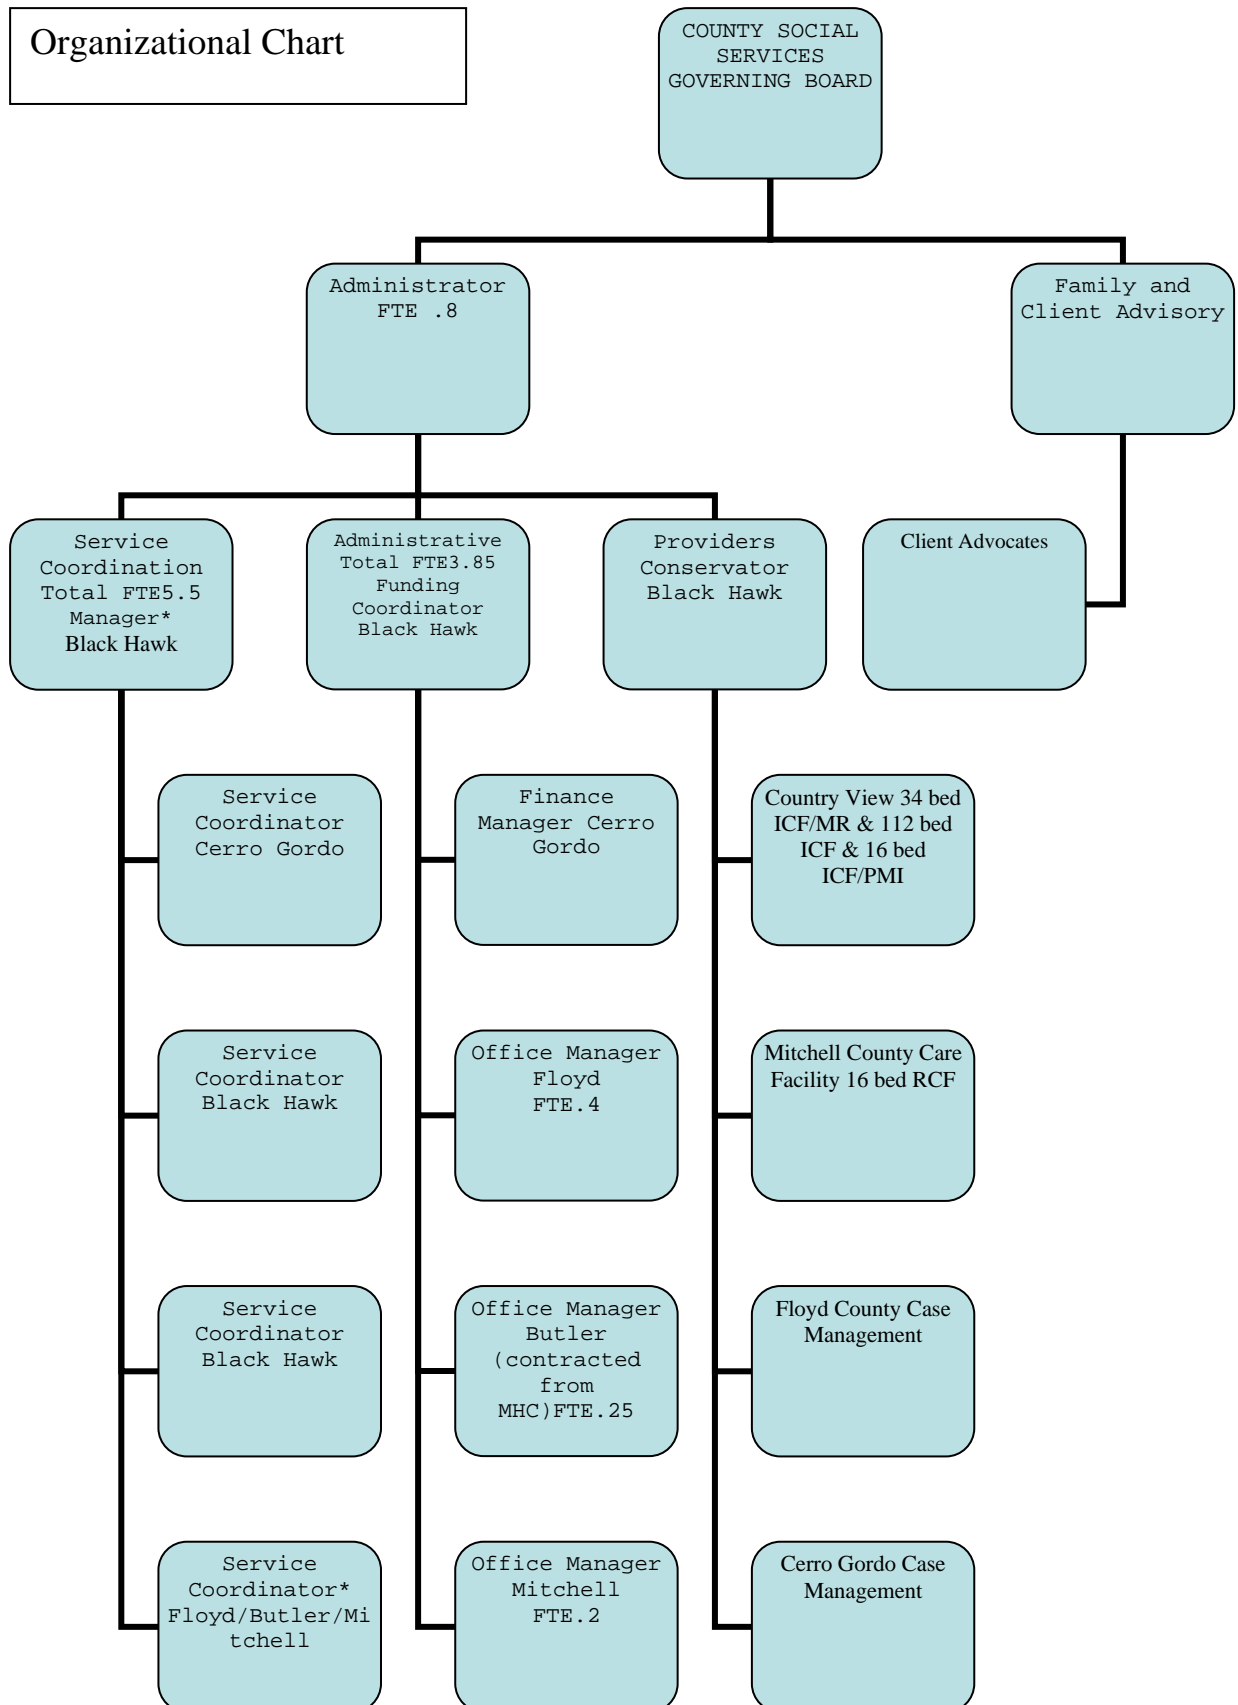 Organizational Chart
COUNTY SOCIAL
SERVICES
GOVERNING BOARD
Administrator
FTE .8
Family and
Client Advisory
Service
Coordination
Total FTE5.5
Manager*
Black Hawk
Administrative
Total FTE3.85
Funding
Coordinator
Black Hawk
Providers
Conservator
Black Hawk
Client Advocates
Service
Coordinator
Cerro Gordo
Finance
Manager Cerro
Gordo
Country View 34 bed
ICF/MR & 112 bed
ICF & 16 bed
ICF/PMI
Service
Coordinator
Black Hawk
Office Manager
Floyd
FTE.4
Mitchell County Care
Facility 16 bed RCF
Service
Coordinator
Black Hawk
Office Manager
Butler
(contracted
from
MHC)FTE.25
Floyd County Case
Management
Service
Coordinator*
Floyd/Butler/Mi
tchell
Office Manager
Mitchell
FTE.2
Cerro Gordo Case
Management